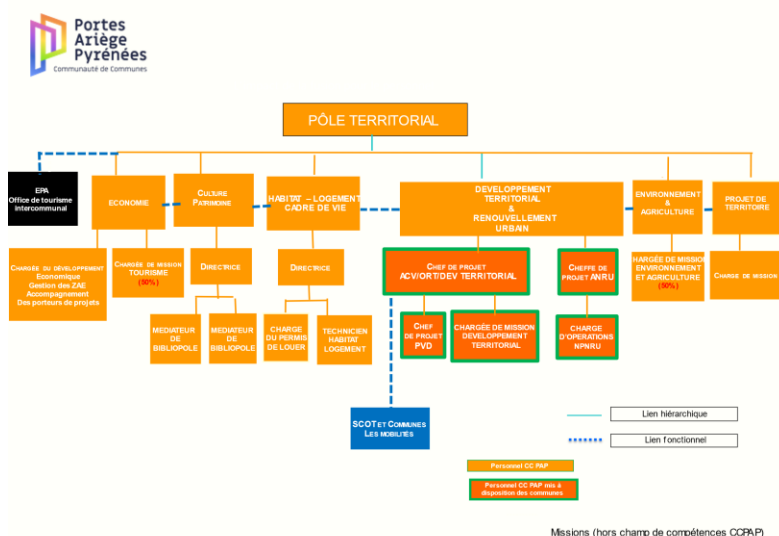 Portes
Ariège
Pyrénées
Communauté de Communes
PÔLE TERRITORIAL
EPA
Office de tourisme
intercommunal
ECONOMIE
CULTURE
PATRIMOINE
HABITAT – LOGEMENT
CADRE DE VIE
DEVELOPPEMENT
TERRITORIAL
&
RENOUVELLEMENT
URBAIN
ENVIRONNEMENT
&
AGRICULTURE
PROJET DE
TERRITOIRE
CHARGÉE DU DÉVELOPPEMENT
Economique
Gestion des ZAE
Accompagnement
Des porteurs de projets
CHARGÉE DE MISSION
TOURISME
(50%)
DIRECTRICE
DIRECTRICE
CHEF DE PROJET
ACV/ORT/DEV TERRITORIAL
CHEFFE DE
PROJET ANRU
HARGÉE DE MISSION
ENVIRONNEMENT
ET AGRICULTURE
(50%)
CHARGÉ DE MISSION
MEDIATEUR
DE
BIBLIOPOLE
MEDIATEUR
DE
BIBLIOPOLE
CHARGE
DU PERMIS
DE LOUER
TECHNICIEN
HABITAT
LOGEMENT
CHEF
DE PROJET
PVD
CHARGÉE DE MISSION
DEVELOPPEMENT
TERRITORIAL
CHARGÉ
D'OPERATIONS
NPNRU
SCOT ET COMMUNES
LES MOBILITÉS
Lien hiérarchique
Lien fonctionnel
Personnel CC PAP
Personnel CC PAP mis à
disposition des communes
Missions (hors champ de compétences CCPAP)